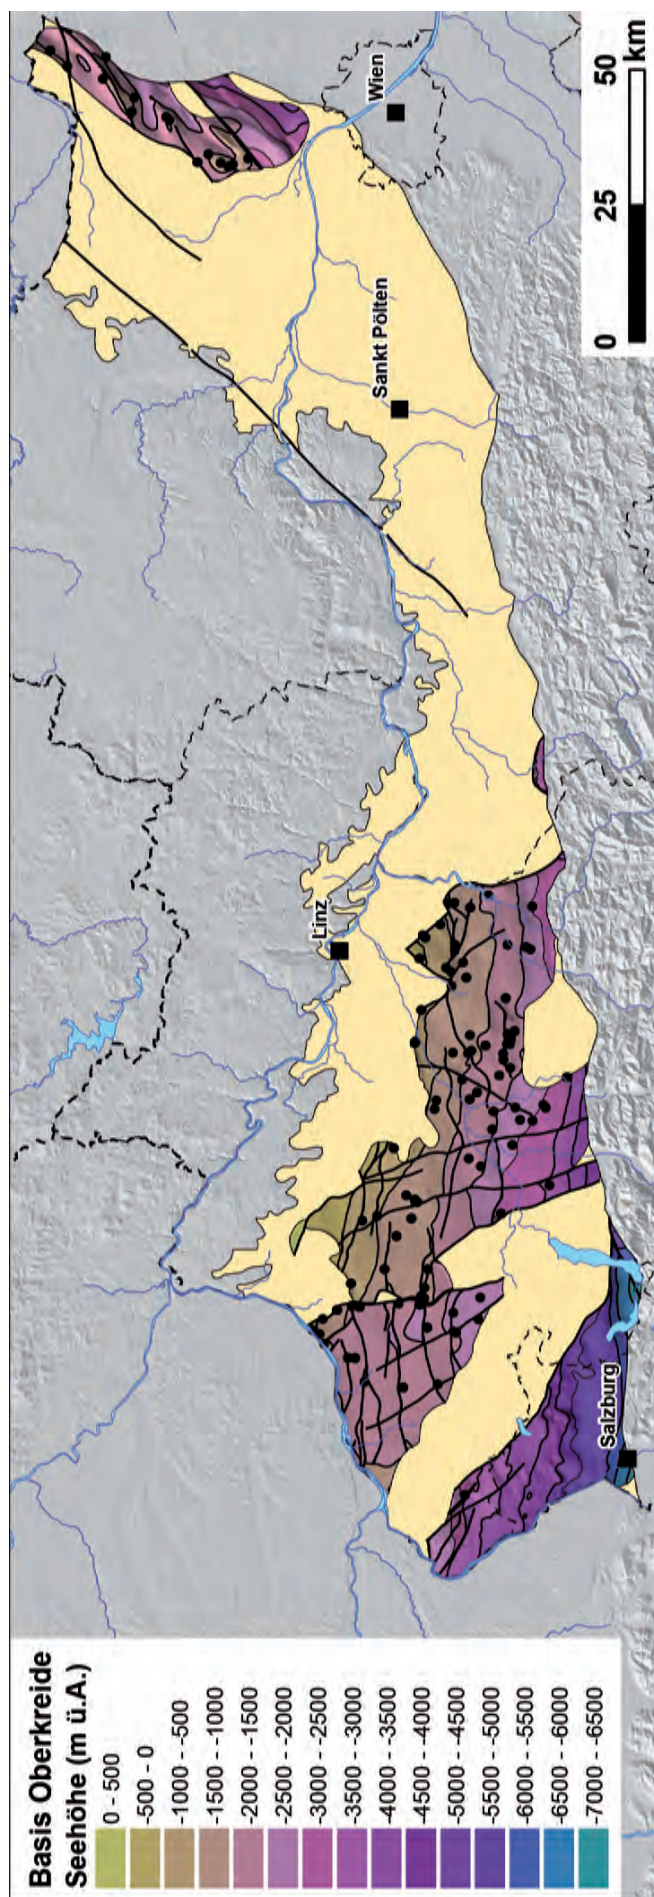 Basis Oberkreide
Seehöhe (m ü.A.)
0 - 500
-500 - 0
-1000 - -500
-1500 - -1000
-2000 - -1500
-2500 - -2000
-3000 - -2500
-3500 - -3000
-4000 - -3500
-4500 - -4000
-5000 - -4500
-5500 - -5000
-6000 - -5500
-6500 - -6000
-7000 - -6500
Salzburg
Linz
Sankt Pölten
Wien
0 25 50
km